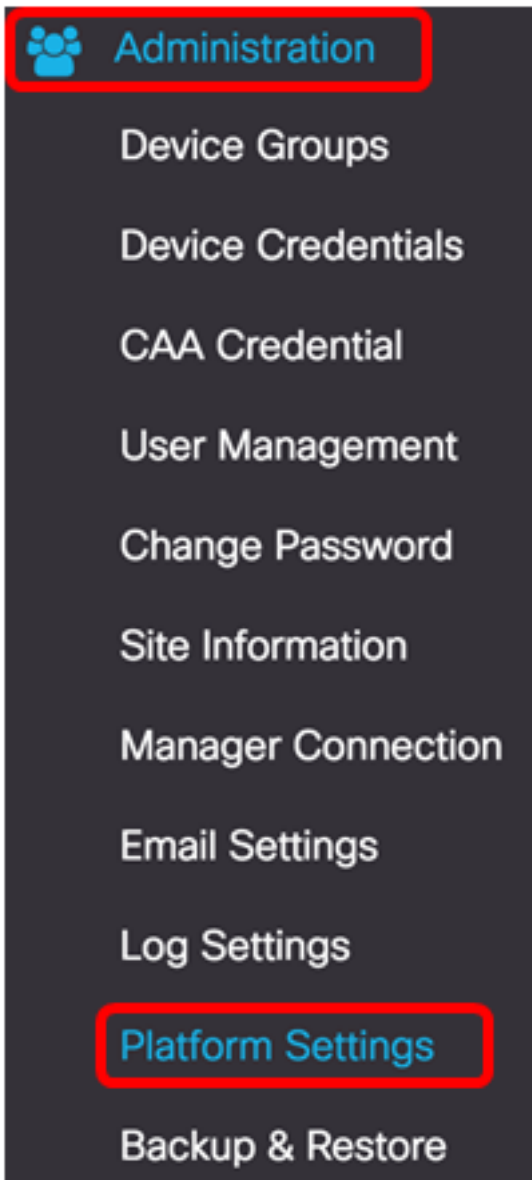 Administration
Device Groups
Device Credentials
CAA Credential
User Management
Change Password
Site Information
Manager Connection
Email Settings
Log Settings
Platform Settings
Backup & Restore